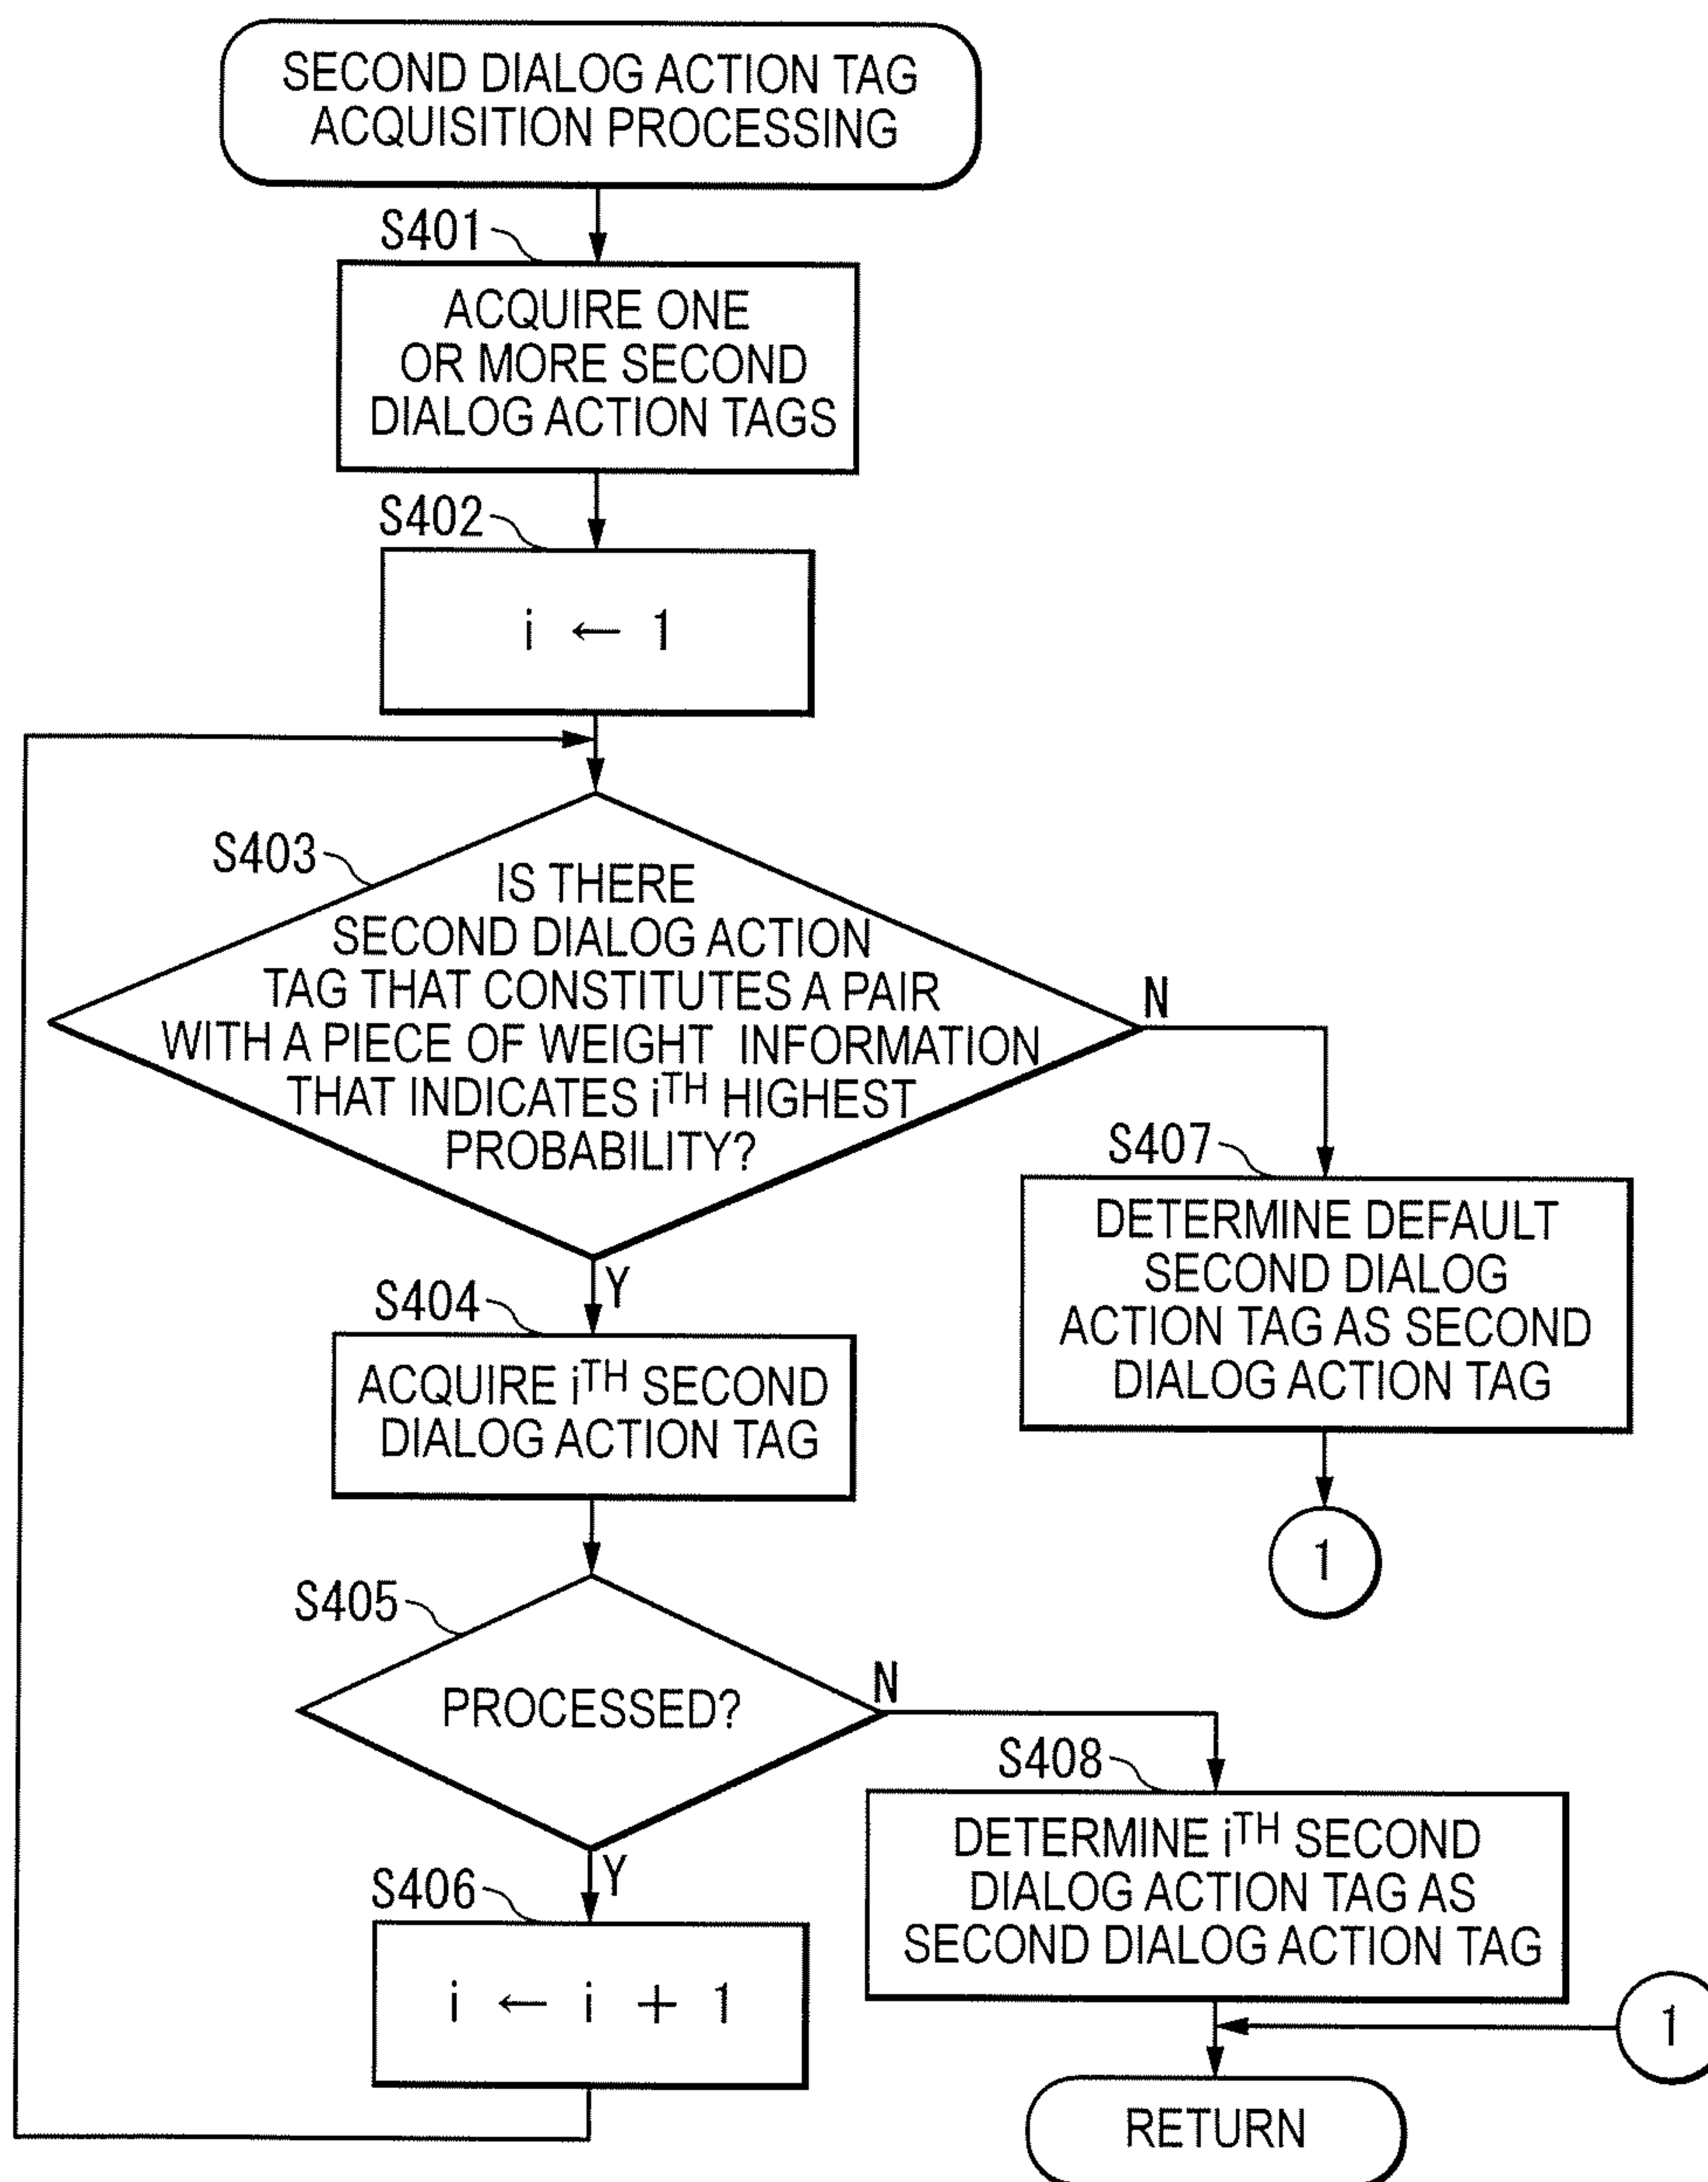 SECOND DIALOG ACTION TAG
ACQUISITION PROCESSING
S401
ACQUIRE ONE
OR MORE SECOND
DIALOG ACTION TAGS
S402
i ← 1
S403
IS THERE
SECOND DIALOG ACTION
TAG THAT CONSTITUTES A PAIR
WITH A PIECE OF WEIGHT INFORMATION
THAT INDICATES iTH HIGHEST
PROBABILITY?
N
Y
S407
DETERMINE DEFAULT
SECOND DIALOG
ACTION TAG AS SECOND
DIALOG ACTION TAG
1
S404
ACQUIRE iTH SECOND
DIALOG ACTION TAG
S405
PROCESSED?
N
Y
S408
DETERMINE iTH SECOND
DIALOG ACTION TAG AS
SECOND DIALOG ACTION TAG
S406
i ← i + 1
1
RETURN